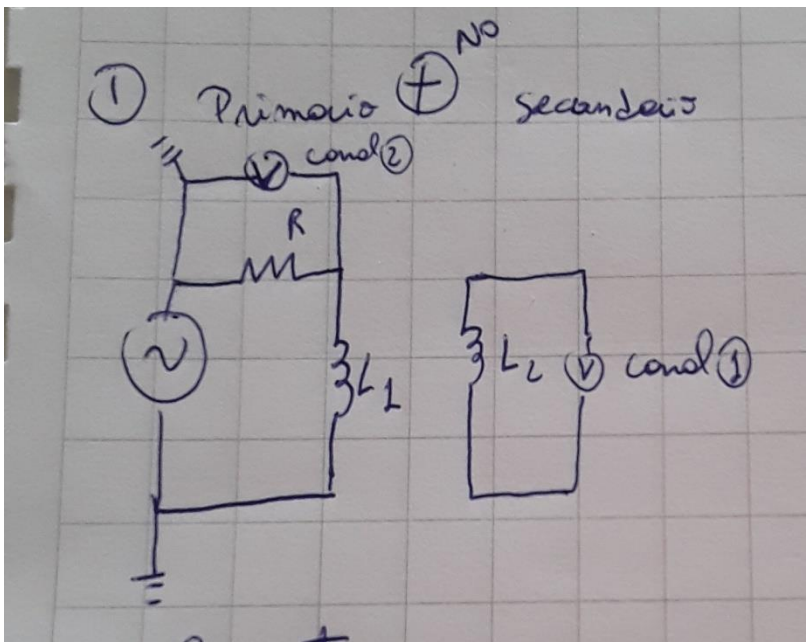 NO
① Primario + Secundario
canal ②
V
R
L1
L2 V canal ①